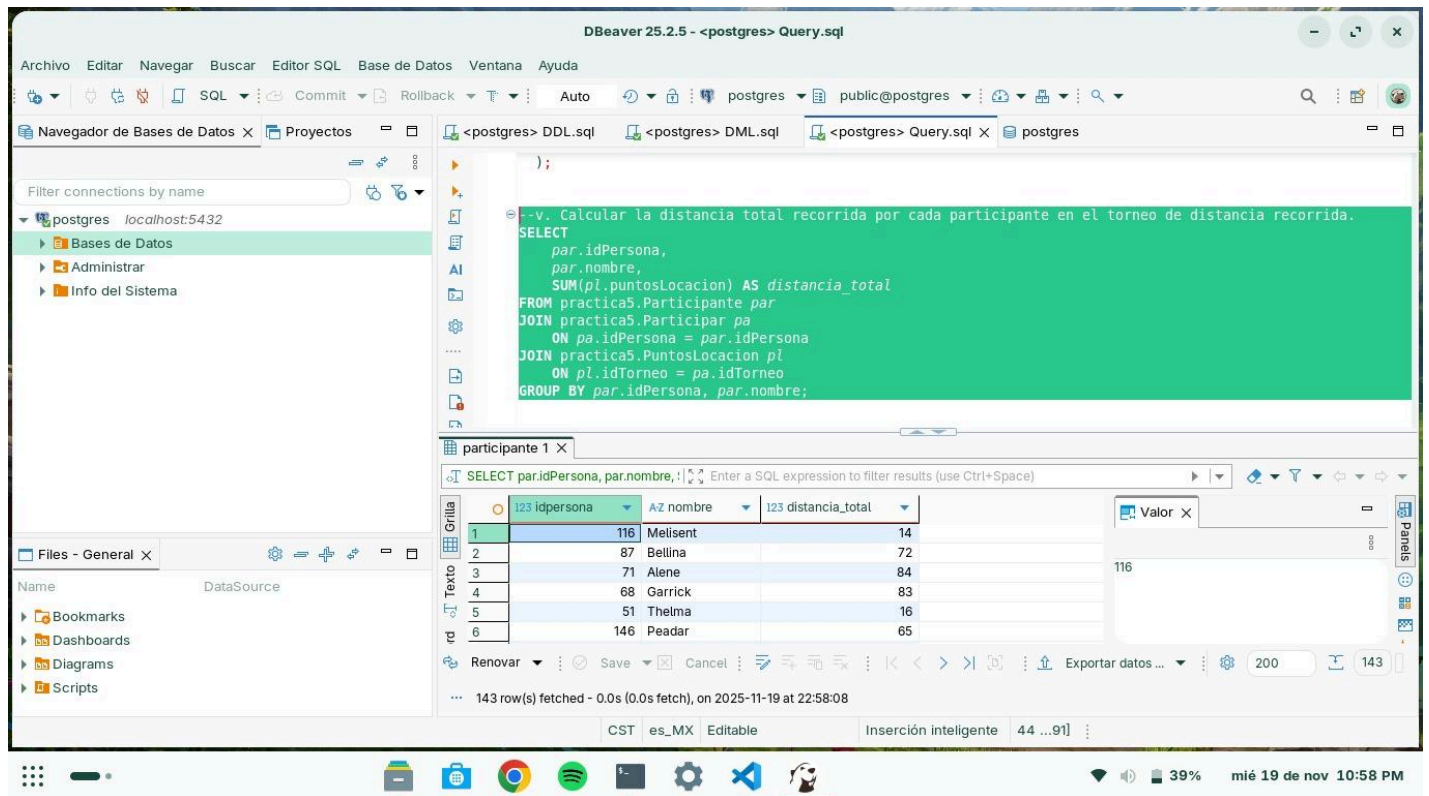 DBeaver 25.2.5 - <postgres> Query.sql
Archivo Editar Navegar Buscar Editor SQL Base de Datos Ventana Ayuda
SQL Commit Rollback Auto postgres public@postgres
Navegador de Bases de Datos Proyectos
<postgres> DDL.sql <postgres> DML.sql <postgres> Query.sql postgres
Filter connections by name
postgres localhost:5432
Bases de Datos
Administrar
Info del Sistema
);
--v. Calcular la distancia total recorrida por cada participante en el torneo de distancia recorrida.
SELECT
par.idPersona,
par.nombre,
SUM(pl.puntosLocacion) AS distancia_total
FROM practica5.Participante par
JOIN practica5.Participar pa
ON pa.idPersona = par.idPersona
JOIN practica5.PuntosLocacion pl
ON pl.idTorneo = pa.idTorneo
GROUP BY par.idPersona, par.nombre;
AI
participante 1
SELECT par.idPersona, par.nombre, Enter a SQL expression to filter results (use Ctrl+Space)
Grilla
Texto
123 idpersona A-Z nombre 123 distancia_total
1 116 Melisent 14
2 87 Bellina 72
3 71 Alene 84
4 68 Garrick 83
5 51 Thelma 16
6 146 Peadar 65
Valor
116
Panels
Files - General
Name DataSource
Bookmarks
Dashboards
Diagrams
Scripts
Renovar Save Cancel Exportar datos ... 200 143
... 143 row(s) fetched - 0.0s (0.0s fetch), on 2025-11-19 at 22:58:08
CST es_MX Editable Inserción inteligente 44 ...91]
39% mié 19 de nov 10:58 PM